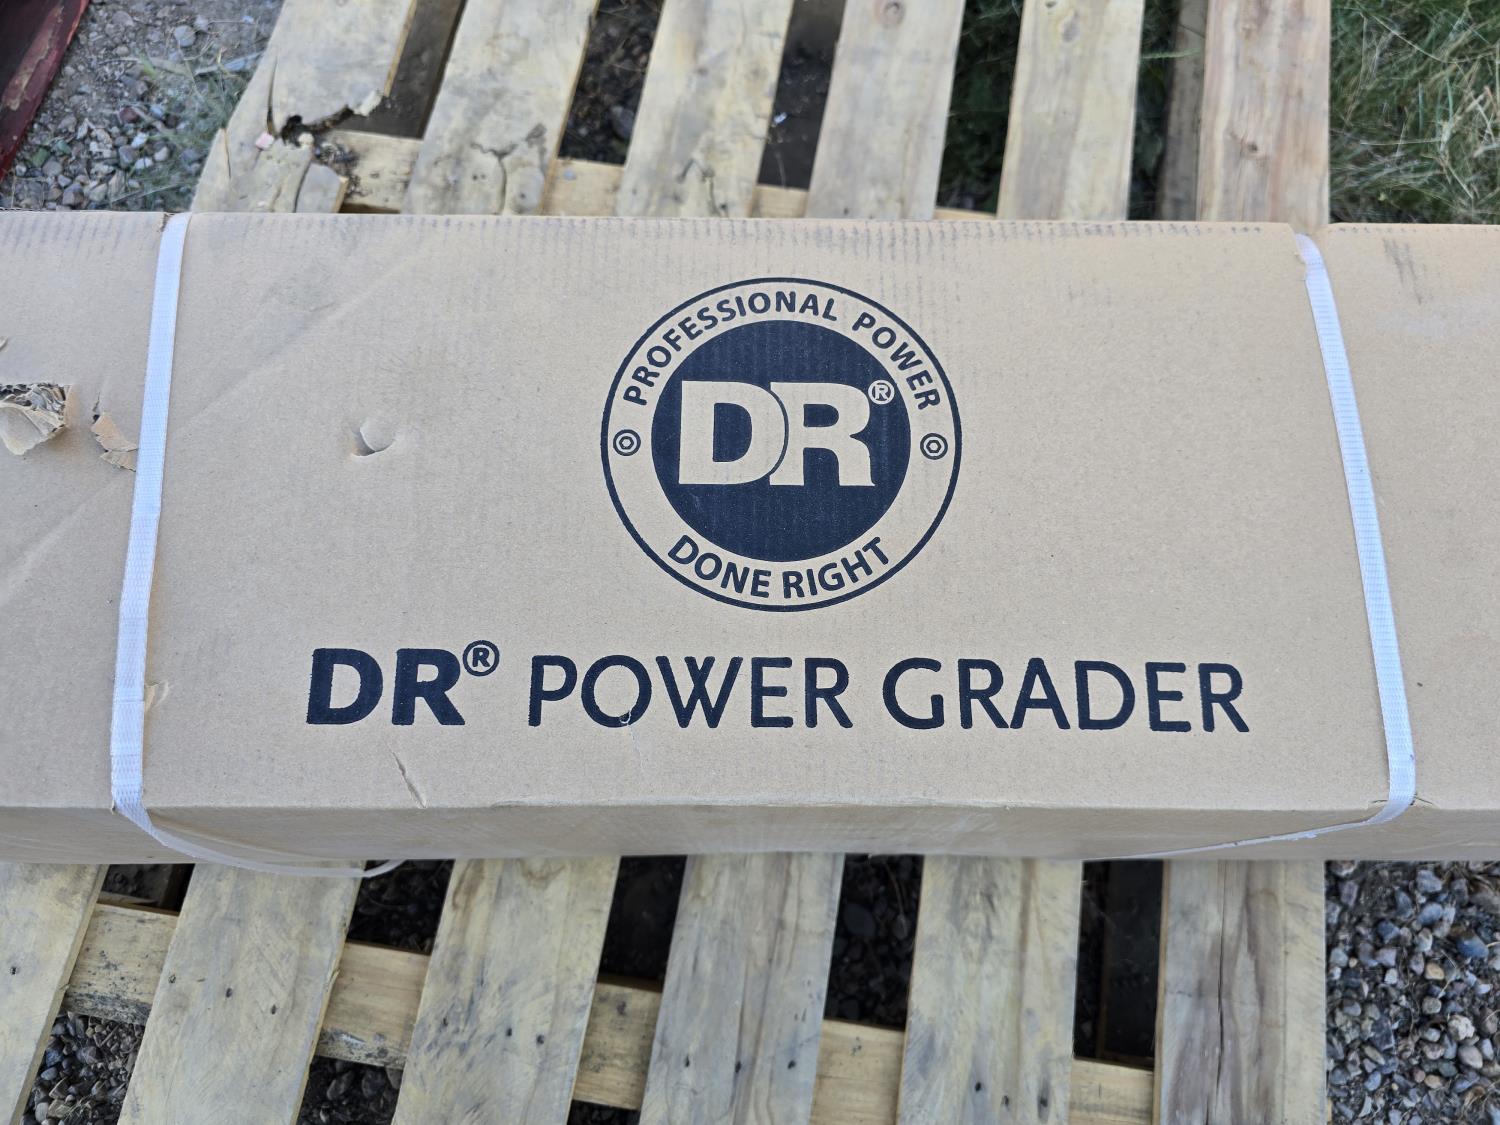 PROFESSIONAL POWER
DR®
DONE RIGHT
DR® POWER GRADER